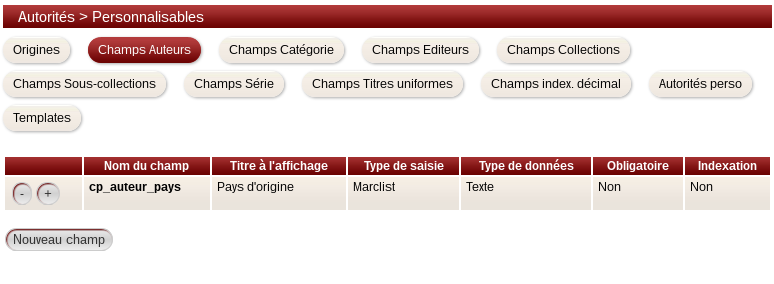 Autorités > Personnalisables
Origines Champs Auteurs Champs Catégorie Champs Editeurs Champs Collections
Champs Sous-collections Champs Série Champs Titres uniformes Champs index. décimal Autorités perso
Templates
Nom du champ Titre à l'affichage Type de saisie Type de données Obligatoire Indexation
- + cp_auteur_pays Pays d'origine Marclist Texte Non Non
Nouveau champ